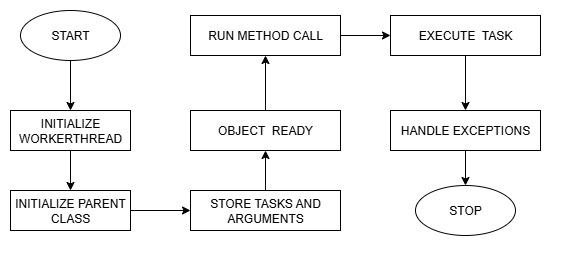 START
INITIALIZE
WORKERTHREAD
INITIALIZE PARENT
CLASS
STORE TASKS AND
ARGUMENTS
OBJECT READY
RUN METHOD CALL
EXECUTE TASK
HANDLE EXCEPTIONS
STOP